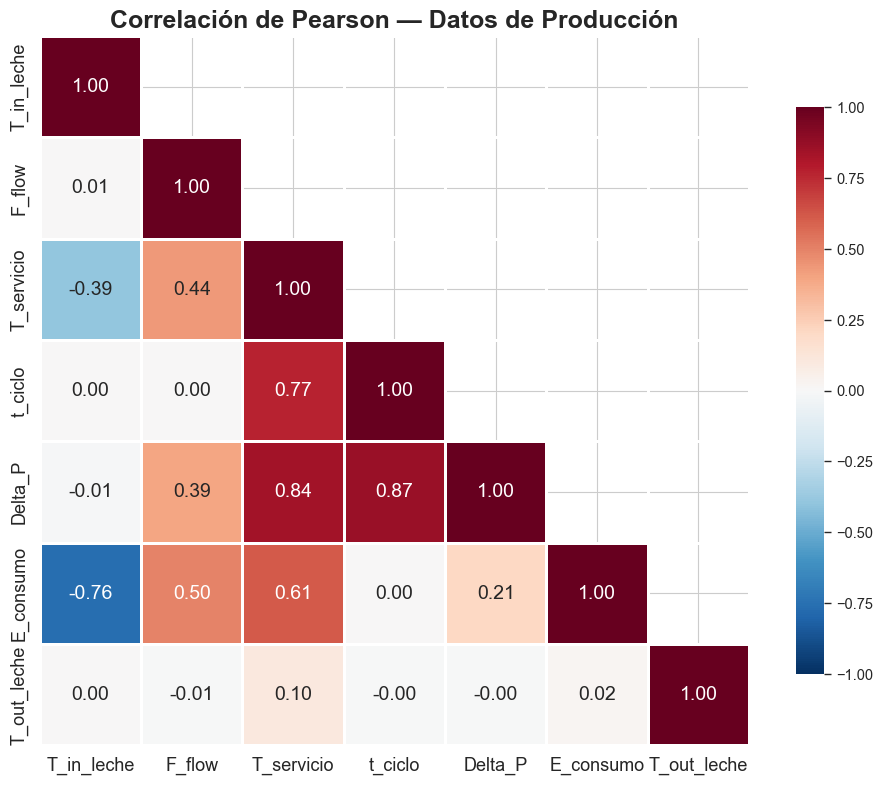 Correlación de Pearson — Datos de Producción
T_in_leche
1.00
F_flow
0.01 1.00
T_servicio
-0.39 0.44 1.00
t_ciclo
0.00 0.00 0.77 1.00
Delta_P
-0.01 0.39 0.84 0.87 1.00
E_consumo
-0.76 0.50 0.61 0.00 0.21 1.00
T_out_leche
0.00 -0.01 0.10 -0.00 -0.00 0.02 1.00
T_in_leche F_flow T_servicio t_ciclo Delta_P E_consumo T_out_leche
1.00
0.75
0.50
0.25
0.00
−0.25
−0.50
−0.75
−1.00